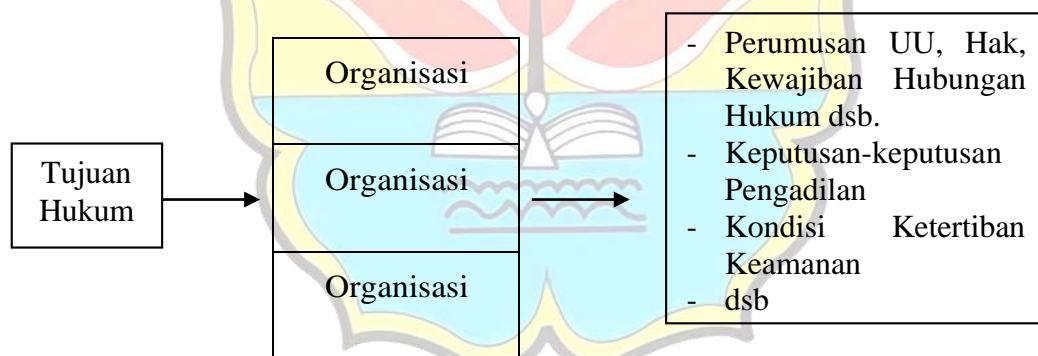 Tujuan
Hukum
Organisasi
Organisasi
Organisasi
- Perumusan UU, Hak,
Kewajiban Hubungan
Hukum dsb.
- Keputusan-keputusan
Pengadilan
- Kondisi Ketertiban
Keamanan
- dsb